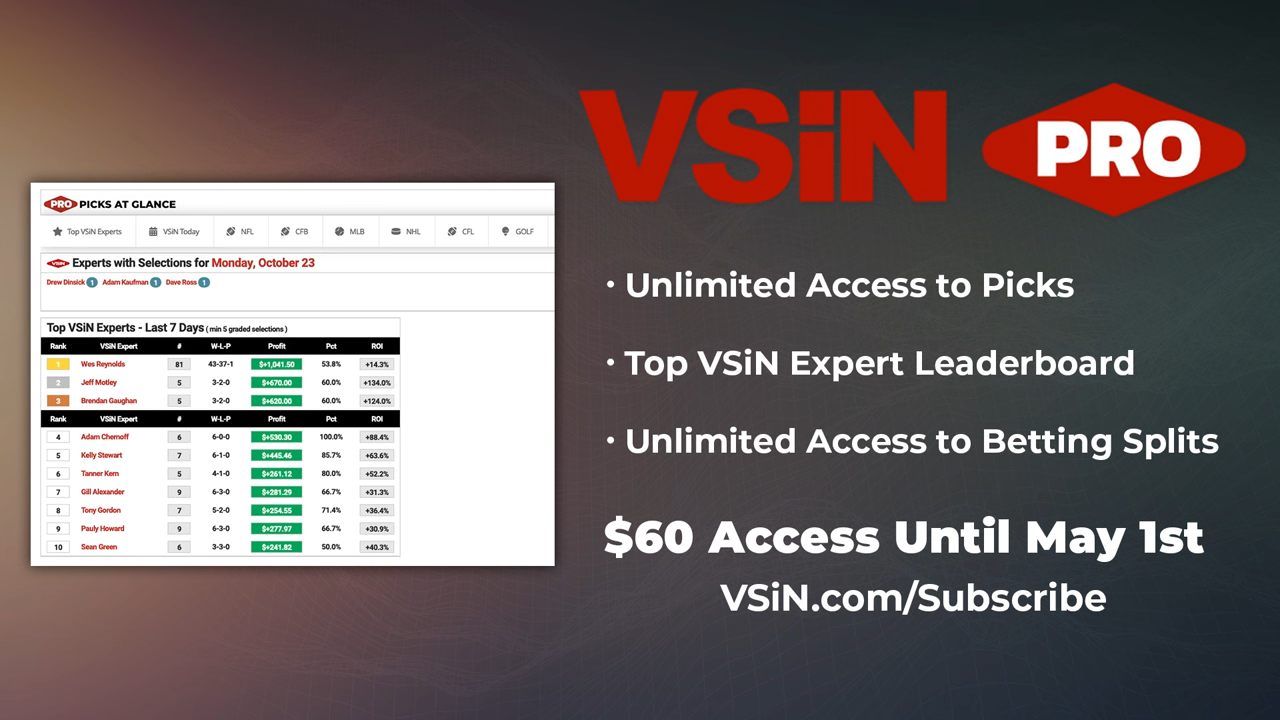 VSiN PRO
PRO PICKS AT GLANCE
Top VSiN Experts VSiN Today NFL CFB MLB NHL CFL GOLF
VSiN Experts with Selections for Monday, October 23
Drew Dinsick 1 Adam Kaufman 1 Dave Ross 1
Top VSiN Experts - Last 7 Days ( min 5 graded selections )
Rank VSiN Expert # W-L-P Profit Pct ROI
1 Wes Reynolds 81 43-37-1 $+1,041.50 53.8% +14.3%
2 Jeff Motley 5 3-2-0 $+670.00 60.0% +134.0%
3 Brendan Gaughan 5 3-2-0 $+620.00 60.0% +124.0%
Rank VSiN Expert # W-L-P Profit Pct ROI
4 Adam Chernoff 6 6-0-0 $+530.30 100.0% +88.4%
5 Kelly Stewart 7 6-1-0 $+445.46 85.7% +63.6%
6 Tanner Kern 5 4-1-0 $+261.12 80.0% +52.2%
7 Gill Alexander 9 6-3-0 $+281.29 66.7% +31.3%
8 Tony Gordon 7 5-2-0 $+254.55 71.4% +36.4%
9 Pauly Howard 9 6-3-0 $+277.97 66.7% +30.9%
10 Sean Green 6 3-3-0 $+241.82 50.0% +40.3%
• Unlimited Access to Picks
• Top VSiN Expert Leaderboard
• Unlimited Access to Betting Splits
$60 Access Until May 1st
VSiN.com/Subscribe